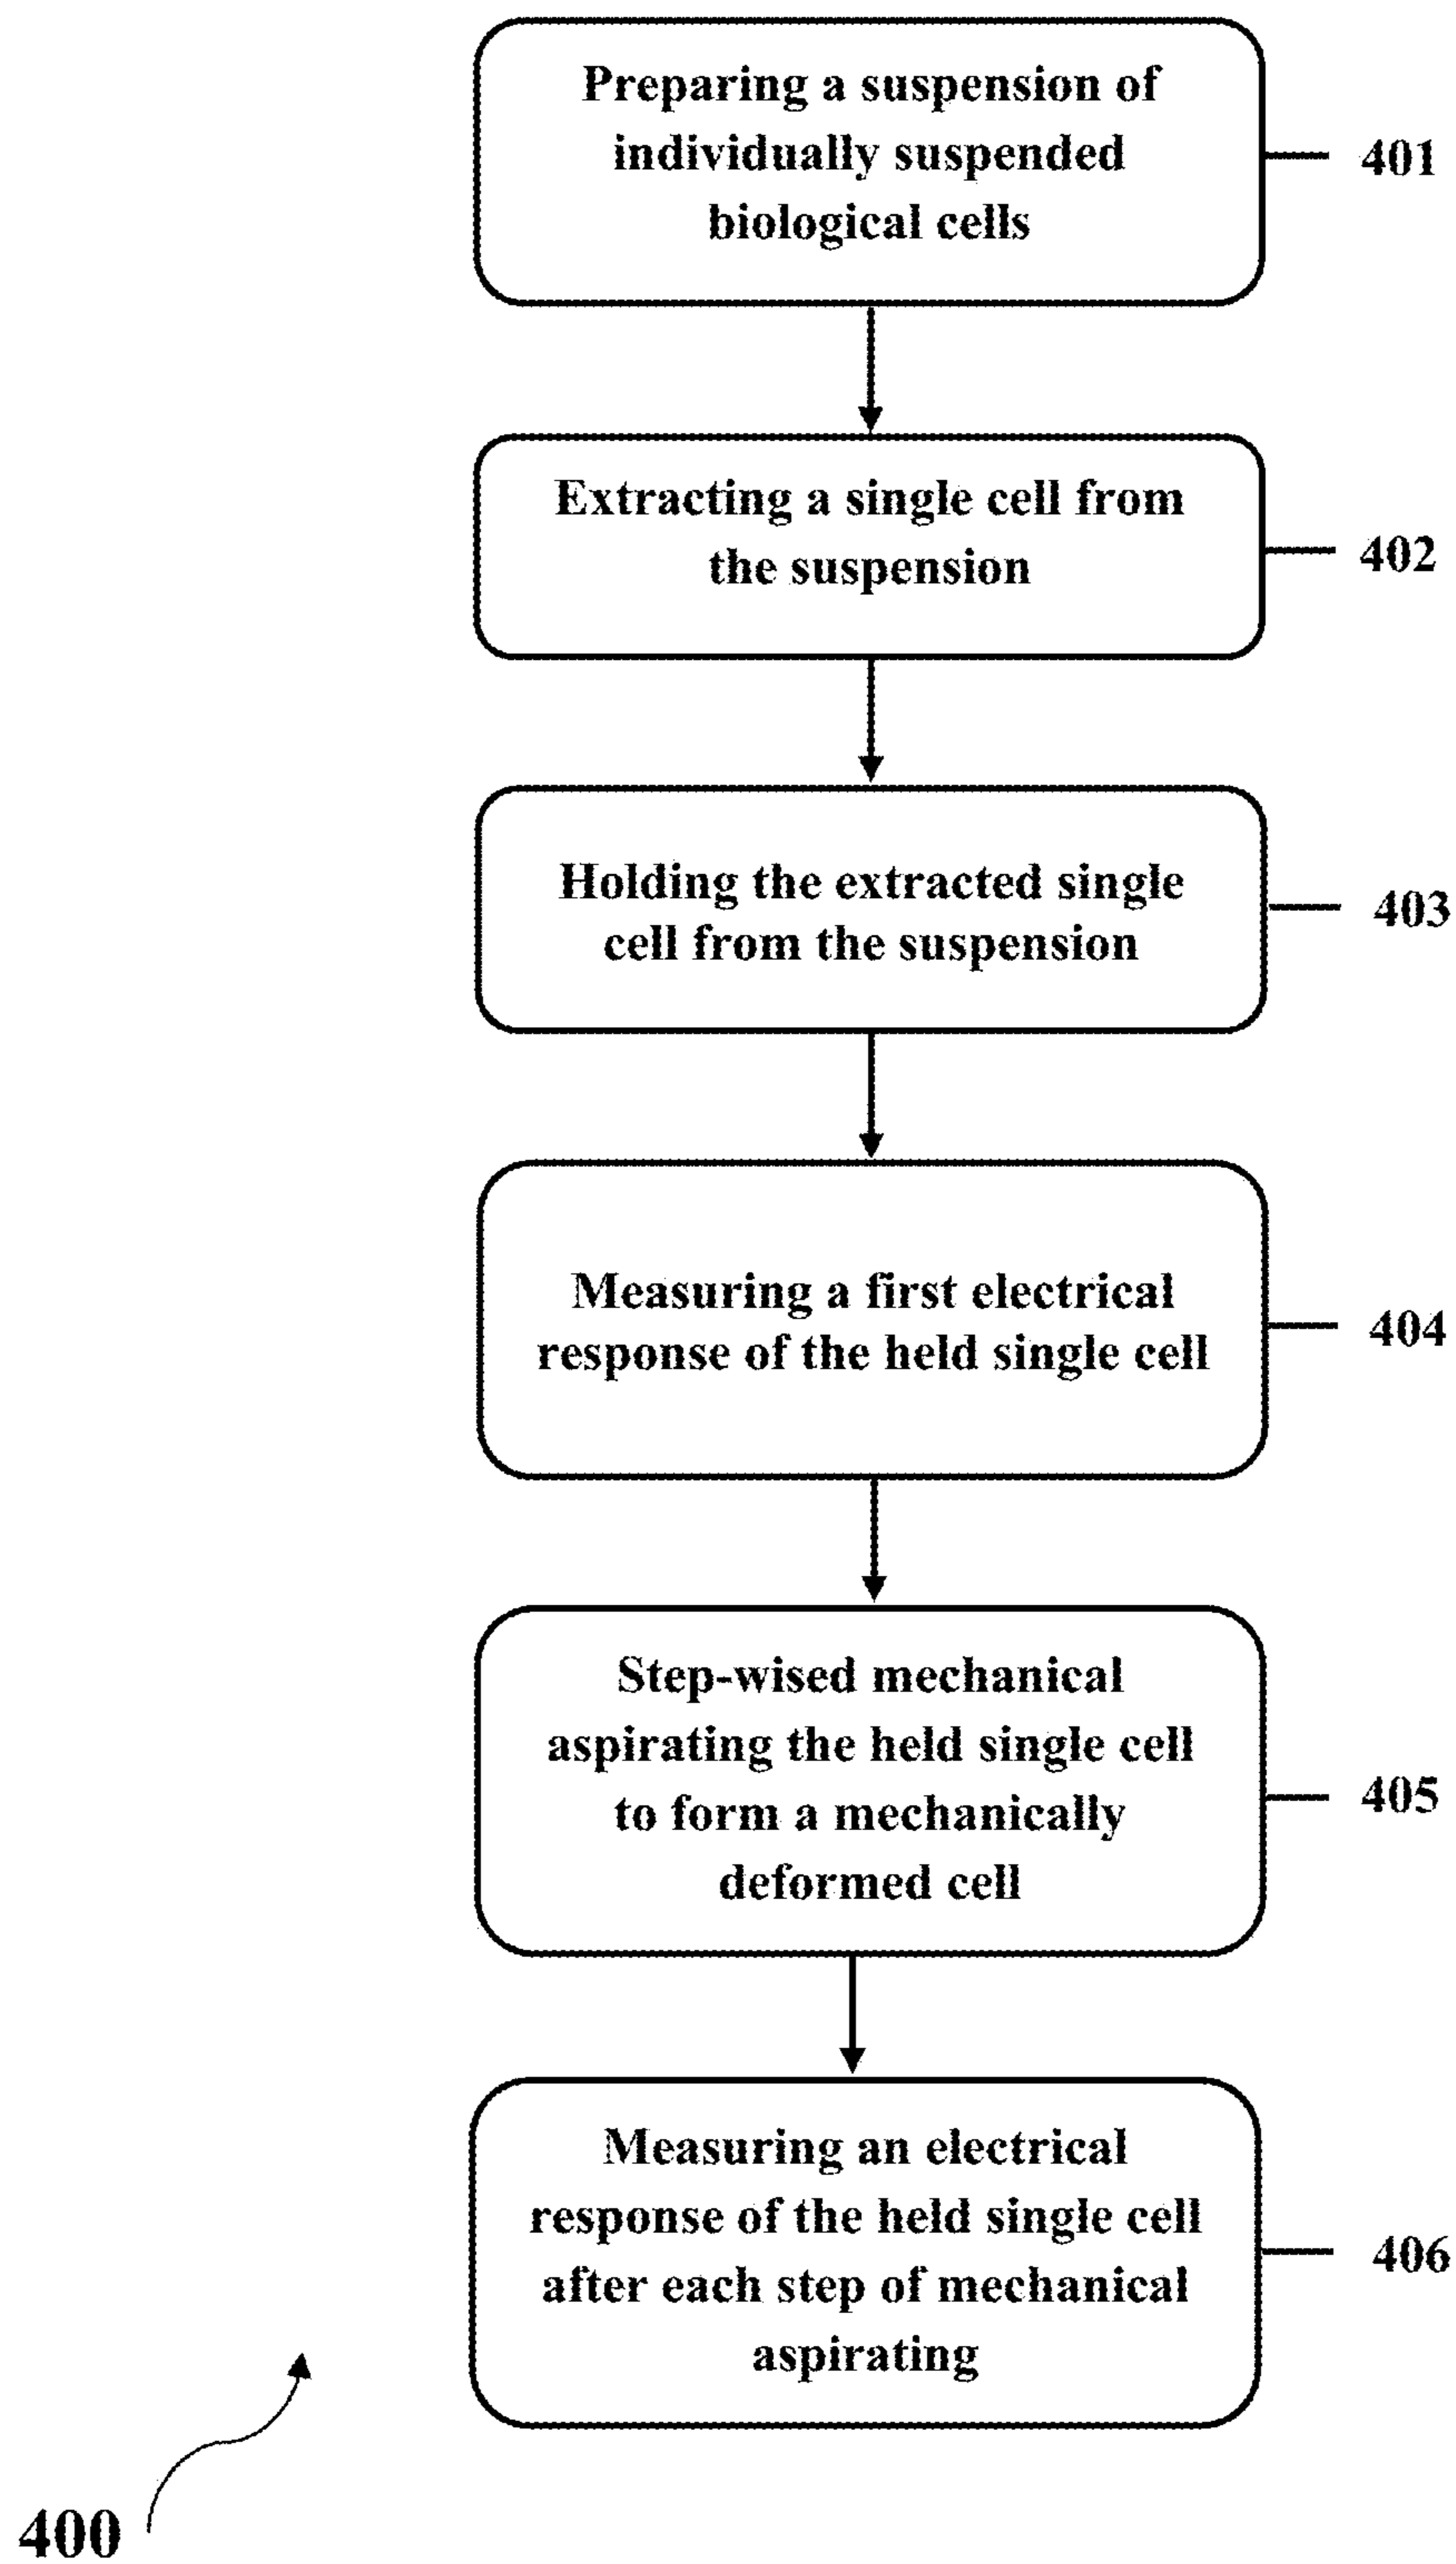 Preparing a suspension of
individually suspended
biological cells
401
Extracting a single cell from
the suspension
402
Holding the extracted single
cell from the suspension
403
Measuring a first electrical
response of the held single cell
404
Step-wised mechanical
aspirating the held single cell
to form a mechanically
deformed cell
405
Measuring an electrical
response of the held single cell
after each step of mechanical
aspirating
406
400